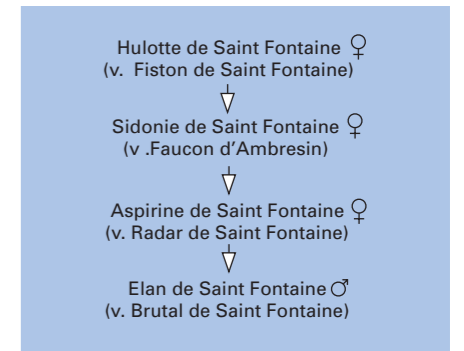 Hulotte de Saint Fontaine ♀
(v. Fiston de Saint Fontaine)
Sidonie de Saint Fontaine ♀
(v .Faucon d'Ambresin)
Aspirine de Saint Fontaine ♀
(v. Radar de Saint Fontaine)
Elan de Saint Fontaine ♂
(v. Brutal de Saint Fontaine)